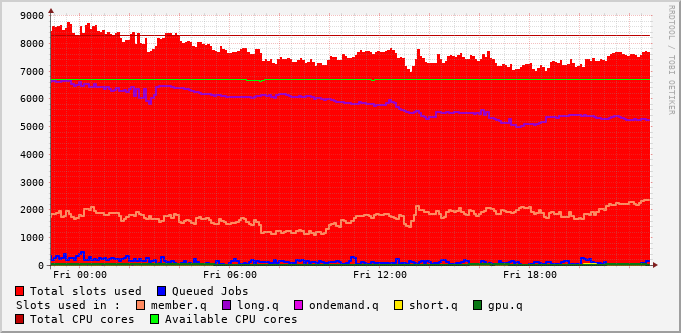 9000
8000
7000
6000
5000
4000
3000
2000
1000
0
Fri 00:00 Fri 06:00 Fri 12:00 Fri 18:00
Total slots used Queued Jobs
Slots used in : member.q long.q ondemand.q short.q gpu.q
Total CPU cores Available CPU cores
RRDTOOL / TOBI OETIKER